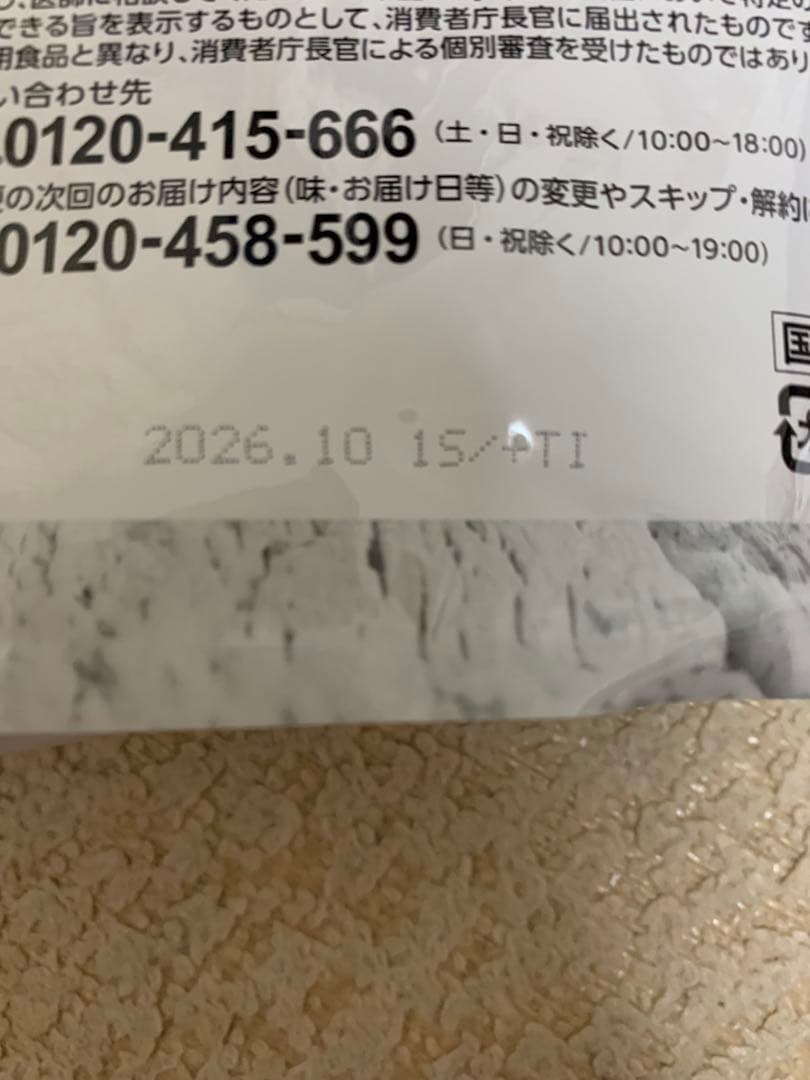 できる旨を表示するものとして、消費者庁長官に届出されたものです
用食品と異なり、消費者庁長官による個別審査を受けたものではあり
い合わせ先
0120-415-666 (土・日・祝除く/10:00~18:00)
の次回のお届け内容(味・お届け日等)の変更やスキップ・解約
0120-458-599 (日・祝除く/10:00~19:00)
国
2026.10 1S/ TI